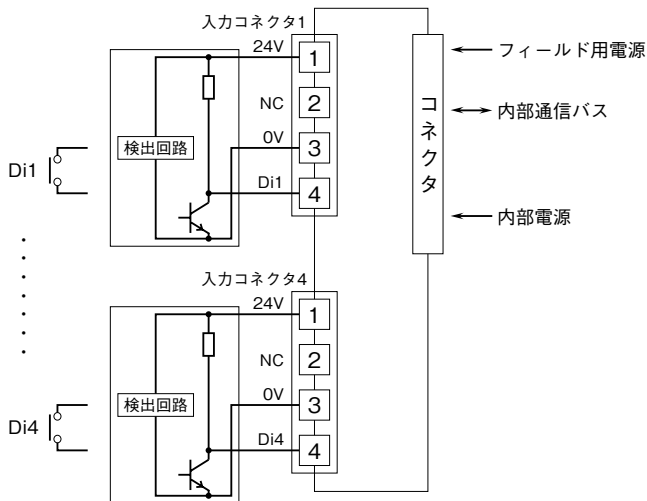 入力コネクタ1
24V
1
NC
2
0V
3
Di1
4
検出回路
Di1
コネクタ
フィールド用電源
内部通信バス
内部電源
入力コネクタ4
24V
1
NC
2
0V
3
Di4
4
検出回路
Di4